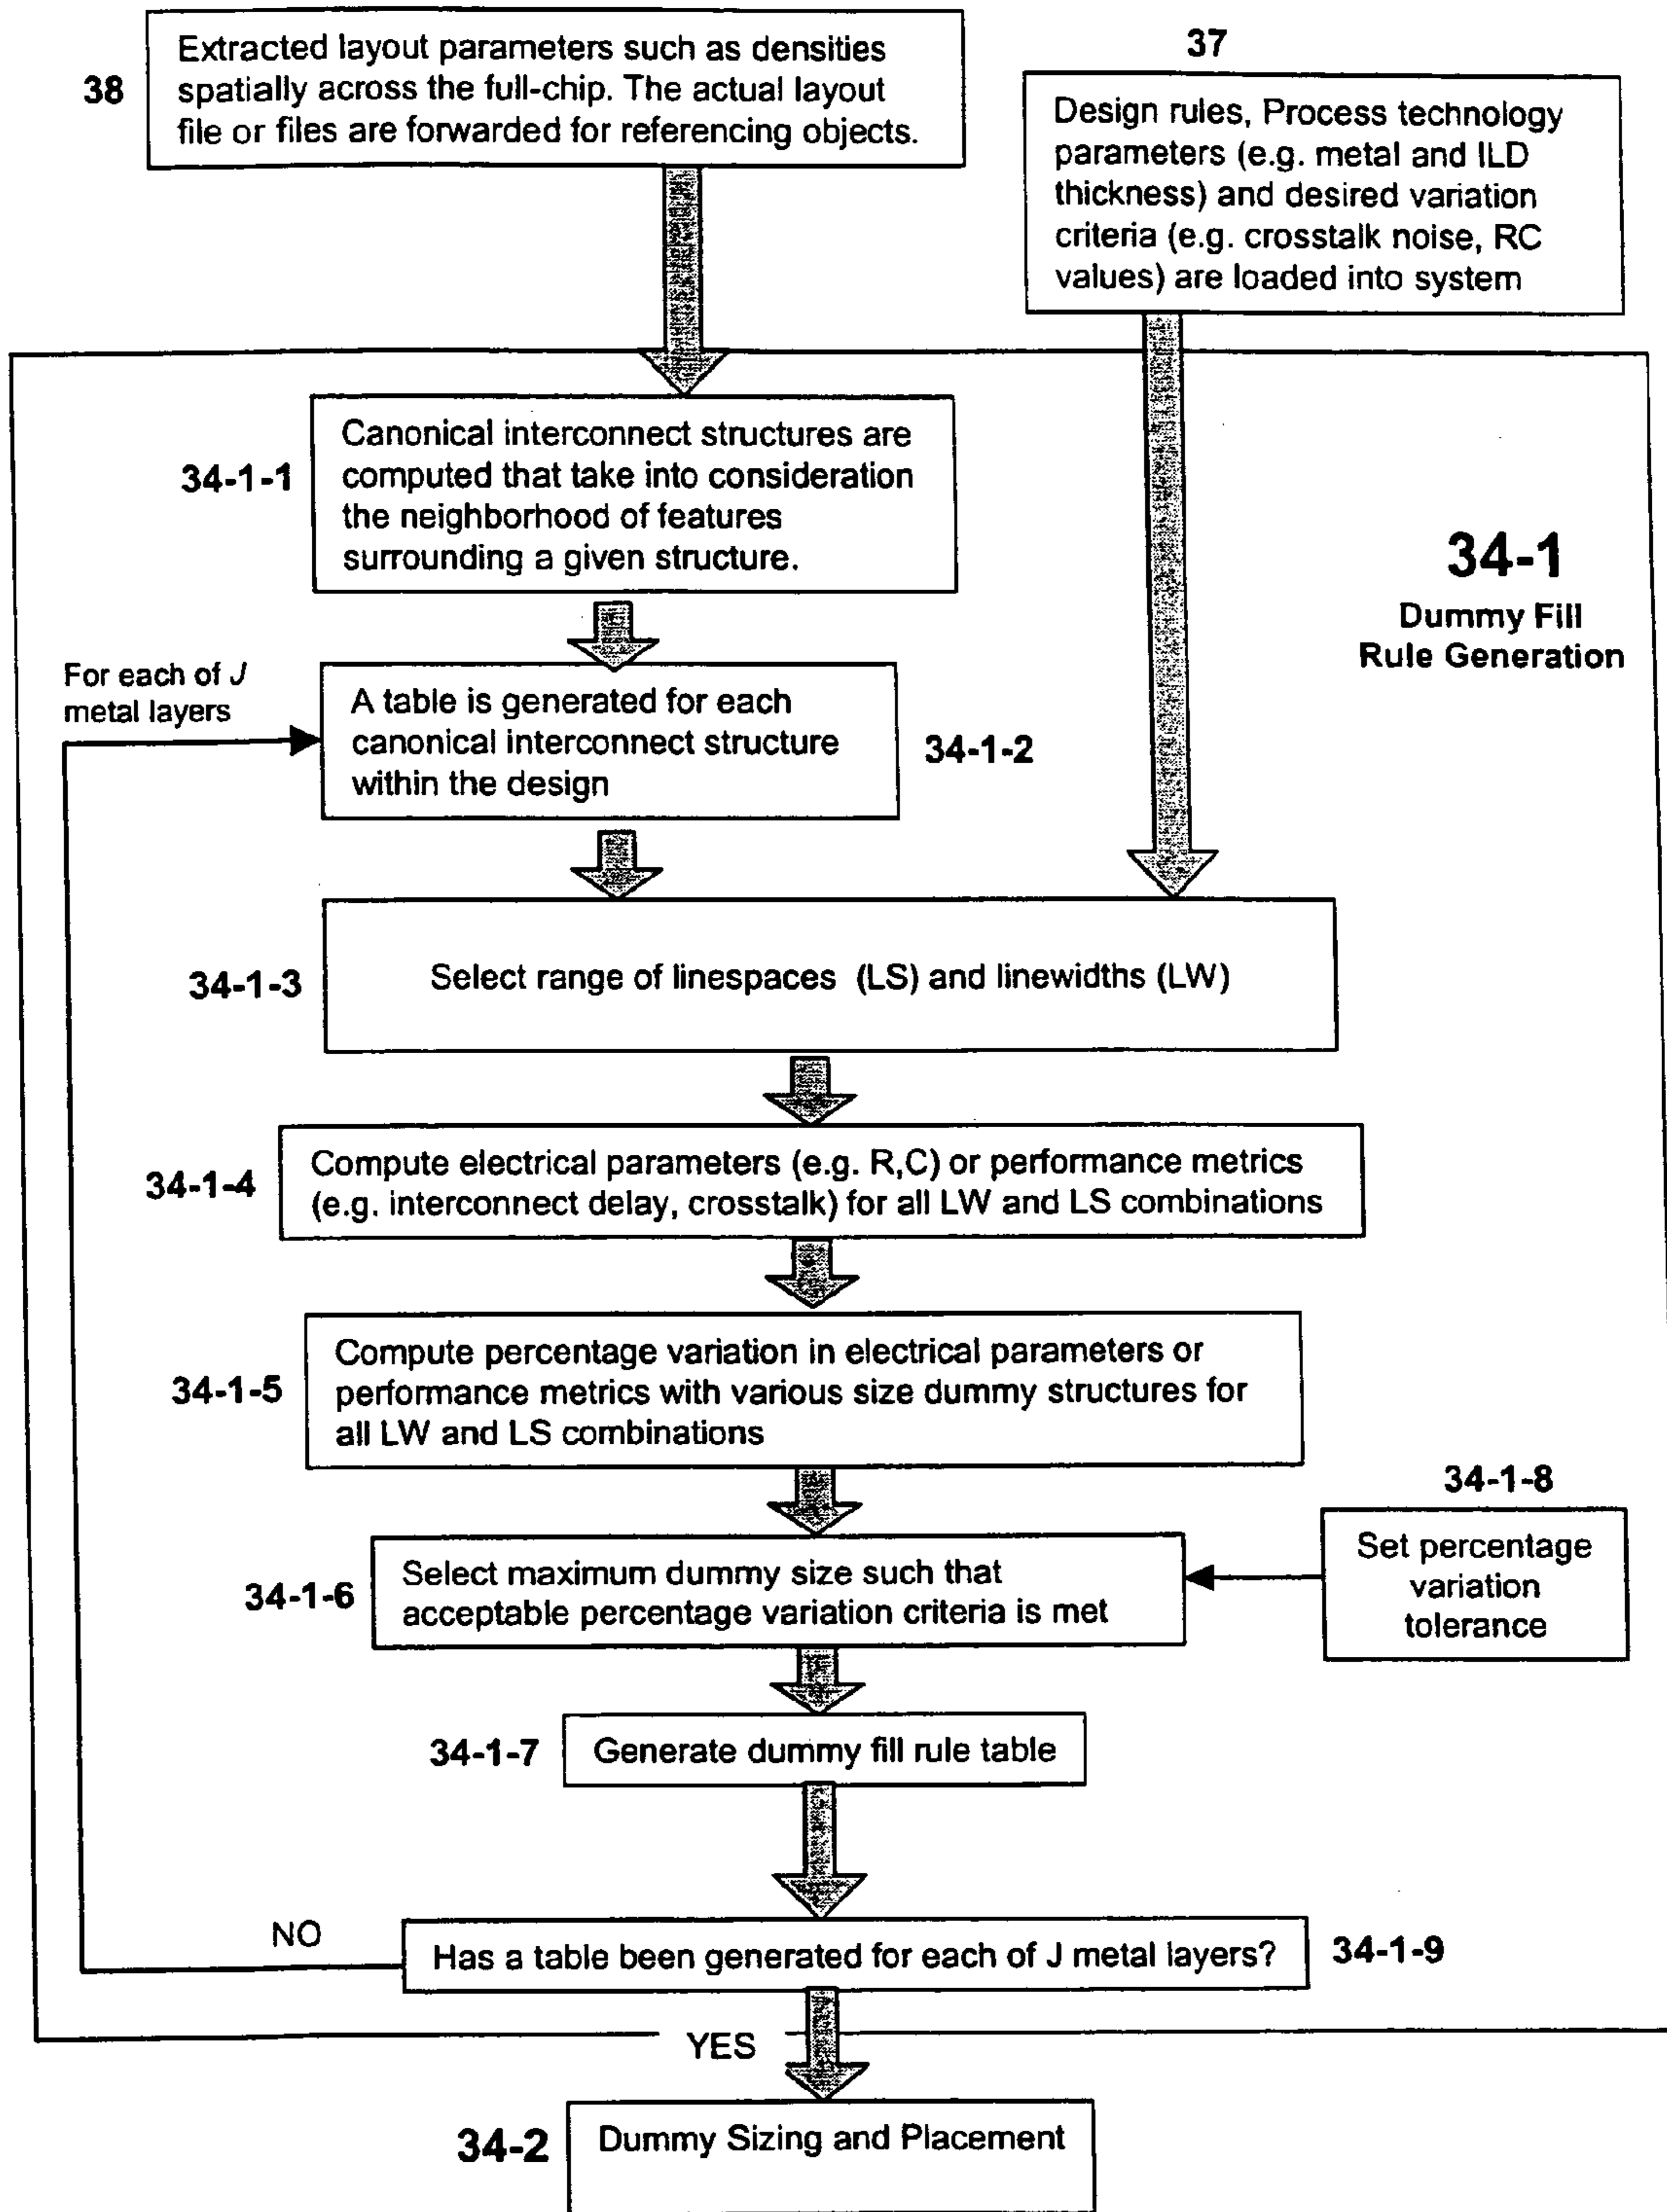 38
Extracted layout parameters such as densities
spatially across the full-chip. The actual layout
file or files are forwarded for referencing objects.
37
Design rules, Process technology
parameters (e.g. metal and ILD
thickness) and desired variation
criteria (e.g. crosstalk noise, RC
values) are loaded into system
34-1-1
Canonical interconnect structures are
computed that take into consideration
the neighborhood of features
surrounding a given structure.
34-1
Dummy Fill
Rule Generation
For each of J
metal layers
A table is generated for each
canonical interconnect structure
within the design
34-1-2
34-1-3
Select range of linespaces (LS) and linewidths (LW)
34-1-4
Compute electrical parameters (e.g. R,C) or performance metrics
(e.g. interconnect delay, crosstalk) for all LW and LS combinations
34-1-5
Compute percentage variation in electrical parameters or
performance metrics with various size dummy structures for
all LW and LS combinations
34-1-8
Set percentage
variation
tolerance
34-1-6
Select maximum dummy size such that
acceptable percentage variation criteria is met
34-1-7
Generate dummy fill rule table
NO
Has a table been generated for each of J metal layers?
34-1-9
YES
34-2
Dummy Sizing and Placement